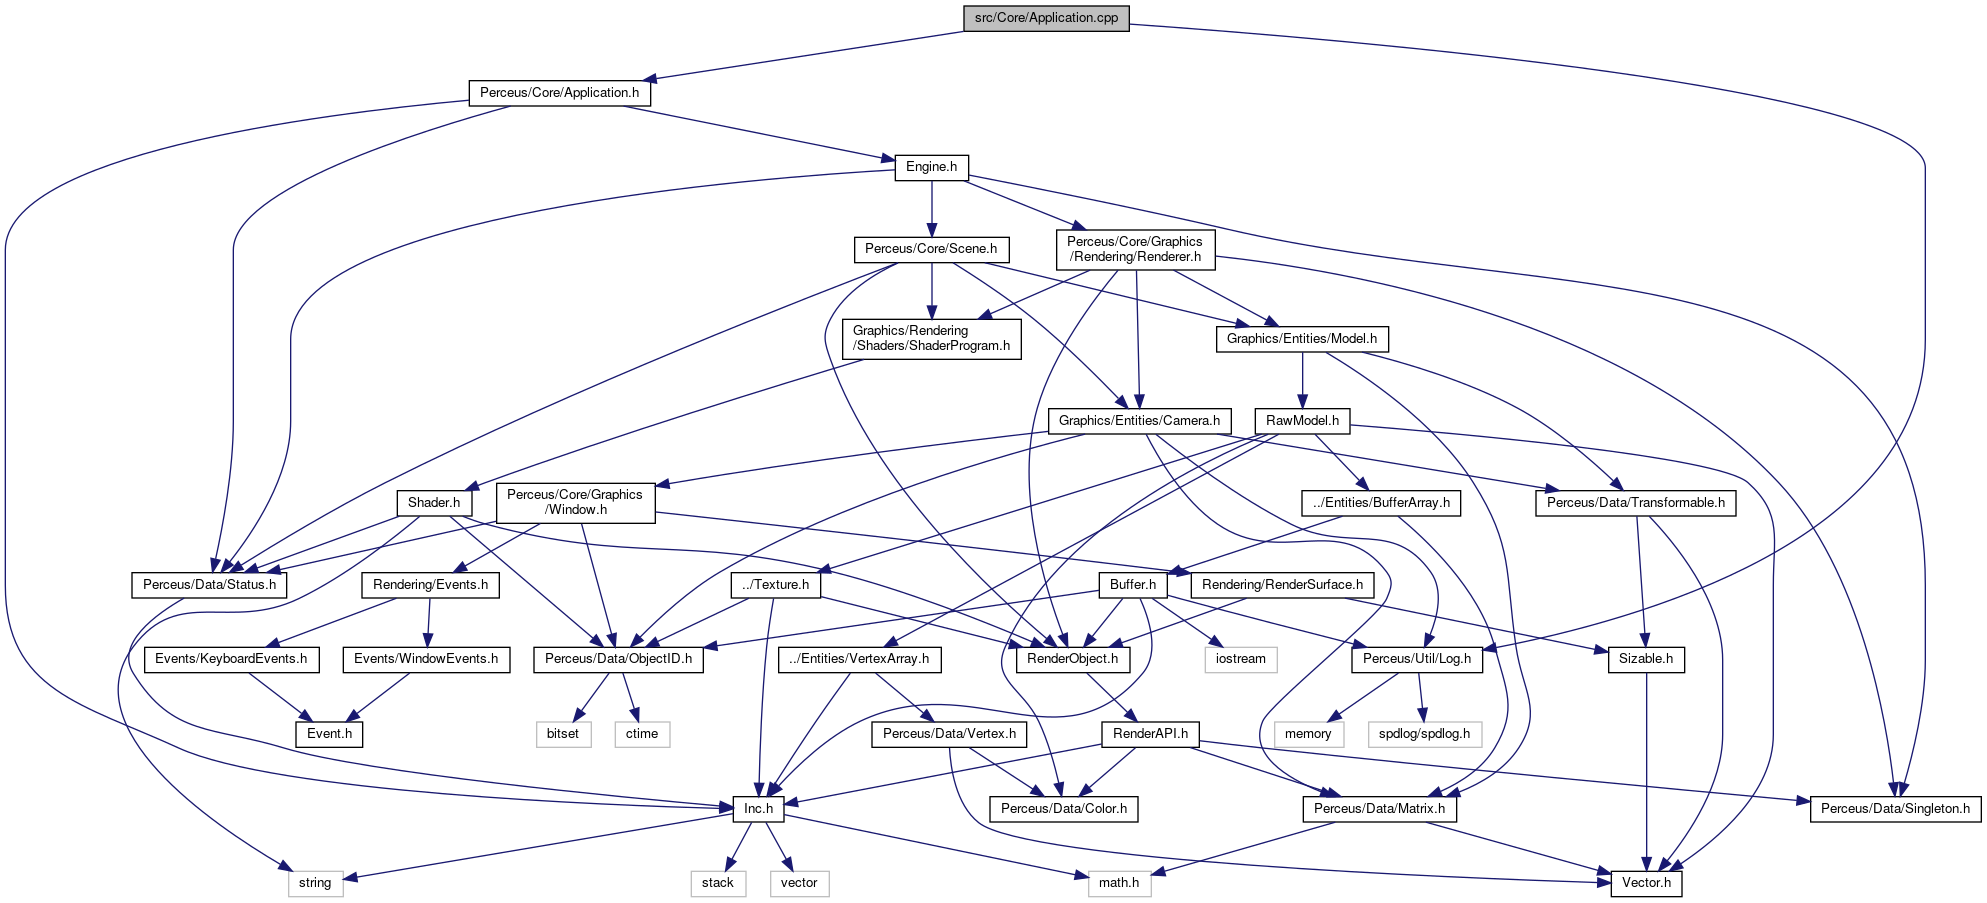 src/Core/Application.cpp
Perceus/Core/Application.h
Engine.h
Perceus/Core/Scene.h
Perceus/Core/Graphics
/Rendering/Renderer.h
Graphics/Rendering
/Shaders/ShaderProgram.h
Graphics/Entities/Model.h
Graphics/Entities/Camera.h
RawModel.h
Shader.h
Perceus/Core/Graphics
/Window.h
../Entities/BufferArray.h
Perceus/Data/Transformable.h
Perceus/Data/Status.h
Rendering/Events.h
../Texture.h
Buffer.h
Rendering/RenderSurface.h
Events/KeyboardEvents.h
Events/WindowEvents.h
Perceus/Data/ObjectID.h
../Entities/VertexArray.h
RenderObject.h
iostream
Perceus/Util/Log.h
Sizable.h
Event.h
bitset
ctime
Perceus/Data/Vertex.h
RenderAPI.h
memory
spdlog/spdlog.h
Inc.h
Perceus/Data/Color.h
Perceus/Data/Matrix.h
Perceus/Data/Singleton.h
string
stack
vector
math.h
Vector.h